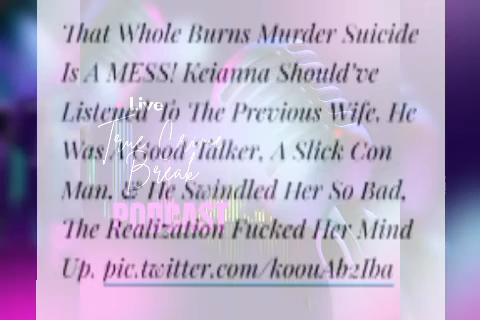 That Whole Burns Murder Suicide
Is A MESS! Keianna Should've
Listened To The Previous Wife, He
Was A Good Talker, A Slick Con
Man, & He Swindled Her So Bad,
The Realization Fucked Her Mind
Up. pic.twitter.com/koouAb2Iba
Live
True Crime
Break
PODCAST